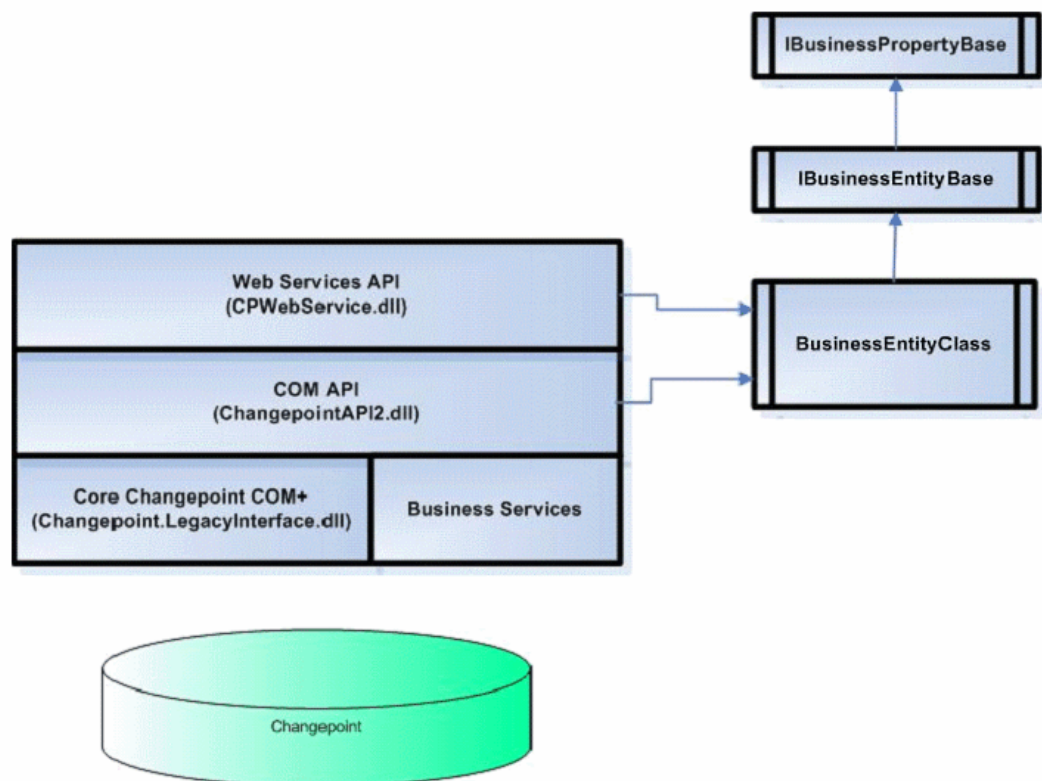 IBusinessPropertyBase
IBusinessEntityBase
Web Services API
(CPWebService.dll)
BusinessEntityClass
COM API
(ChangepointAPI2.dll)
Core Changepoint COM+
(Changepoint.LegacyInterface.dll)
Business Services
Changepoint